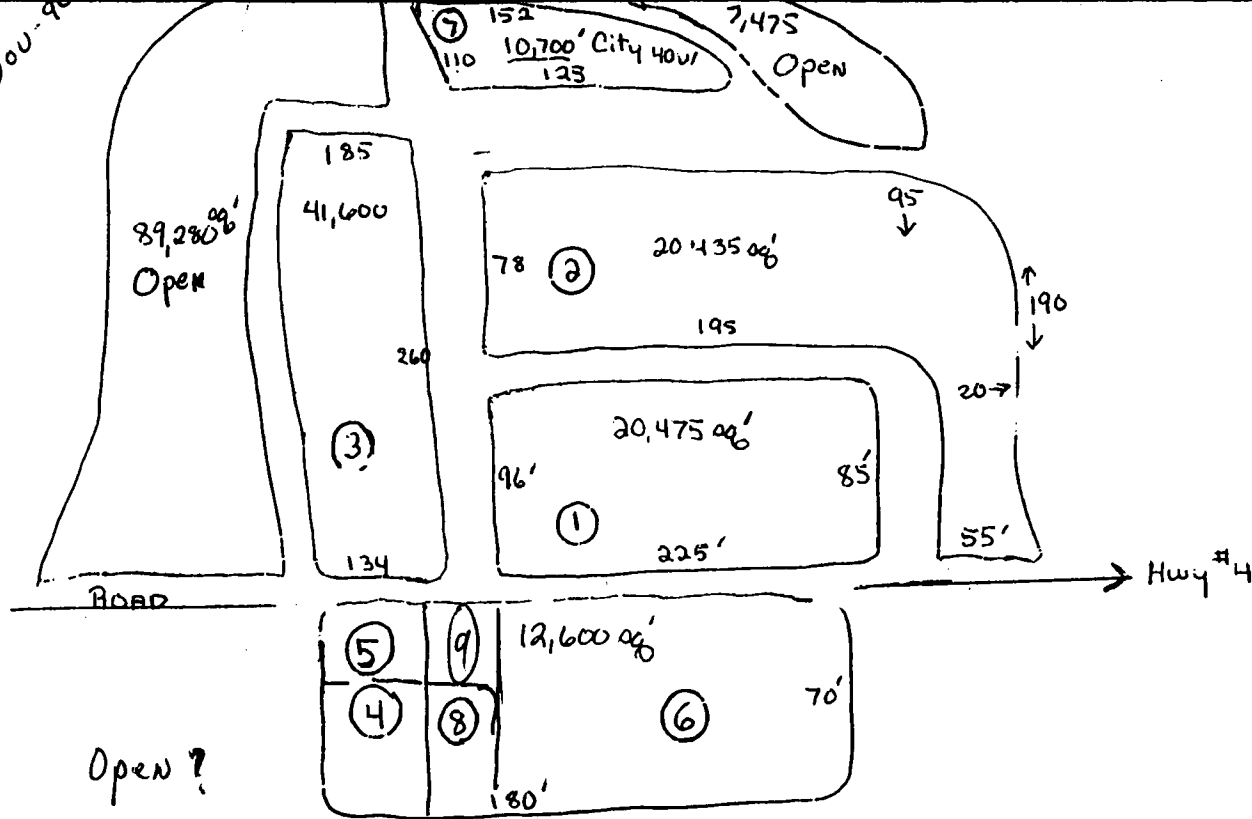 ⑦ 152
7,475
110 10,700' City
Open
123
185
41,600
95
89,280 sq'
Open
78 ② 20,435 sq'
190
195
260
20→
20,475 sq'
③
96'
85'
①
55'
134
225'
Hwy #4
ROAD
⑤ ⑨ 12,600 sq'
④ ⑧ ⑥ 70'
Open?
180'